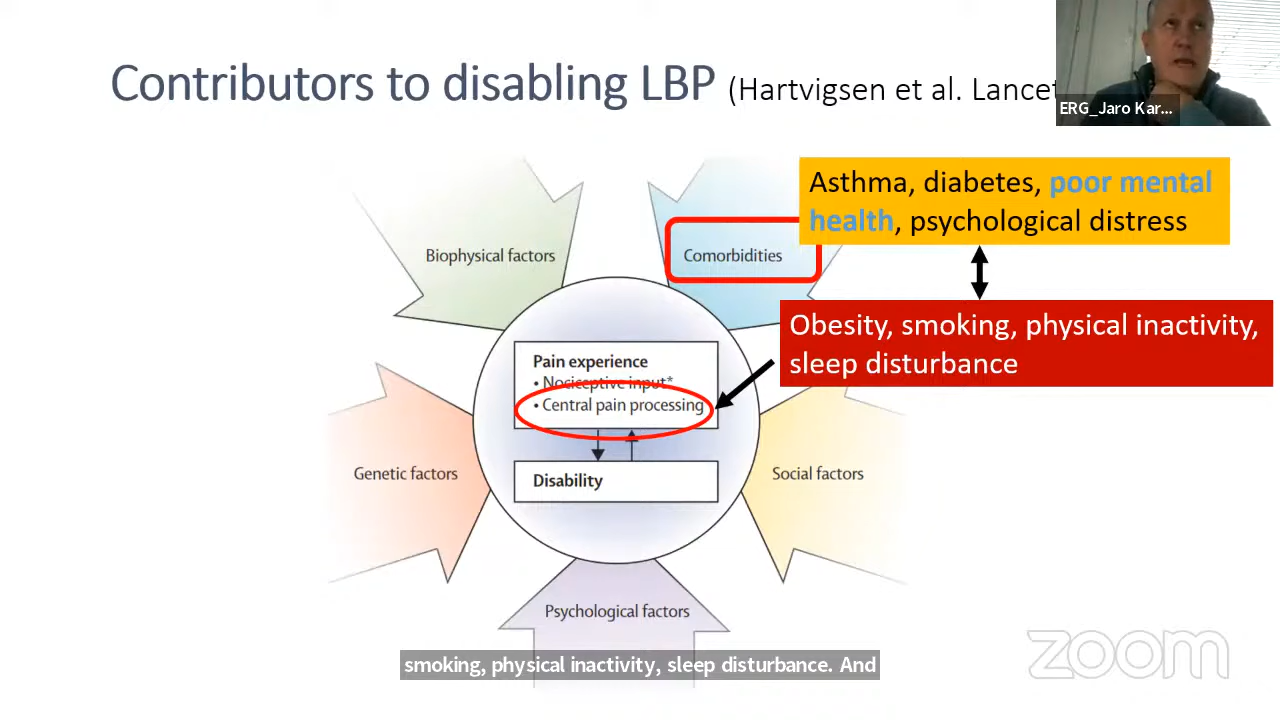 Contributors to disabling LBP (Hartvigsen et al. Lancet
ERG_Jaro Kar...
Asthma, diabetes, poor mental
health, psychological distress
Biophysical factors
Comorbidities
Obesity, smoking, physical inactivity,
sleep disturbance
Pain experience
• Nociceptive input*
• Central pain processing
Genetic factors
Disability
Social factors
Psychological factors
smoking, physical inactivity, sleep disturbance. And
zoom